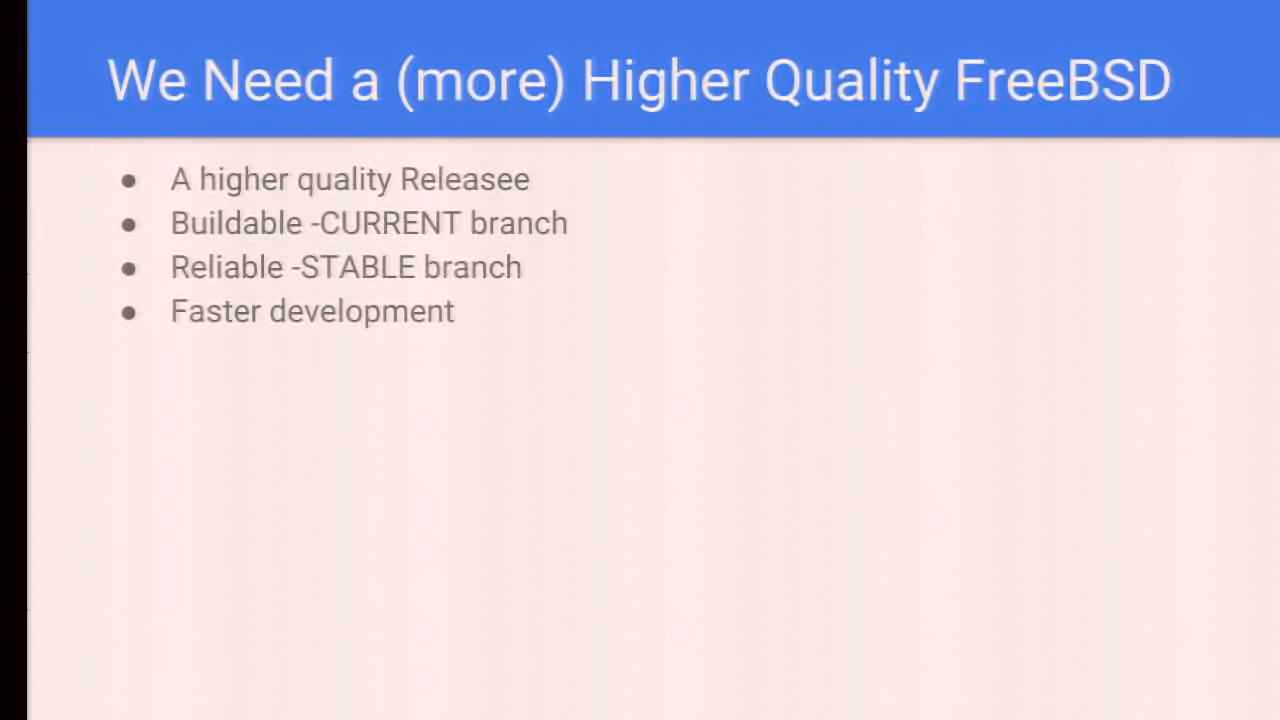 We Need a (more) Higher Quality FreeBSD
● A higher quality Releasee
● Buildable -CURRENT branch
● Reliable -STABLE branch
● Faster development